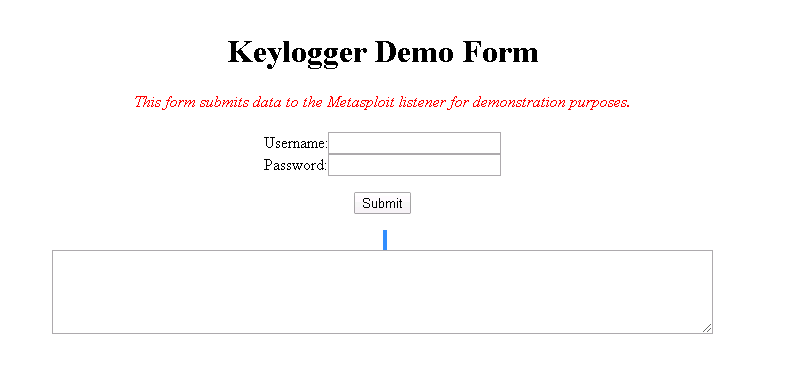 Keylogger Demo Form
This form submits data to the Metasploit listener for demonstration purposes.
Username:
Password:
Submit